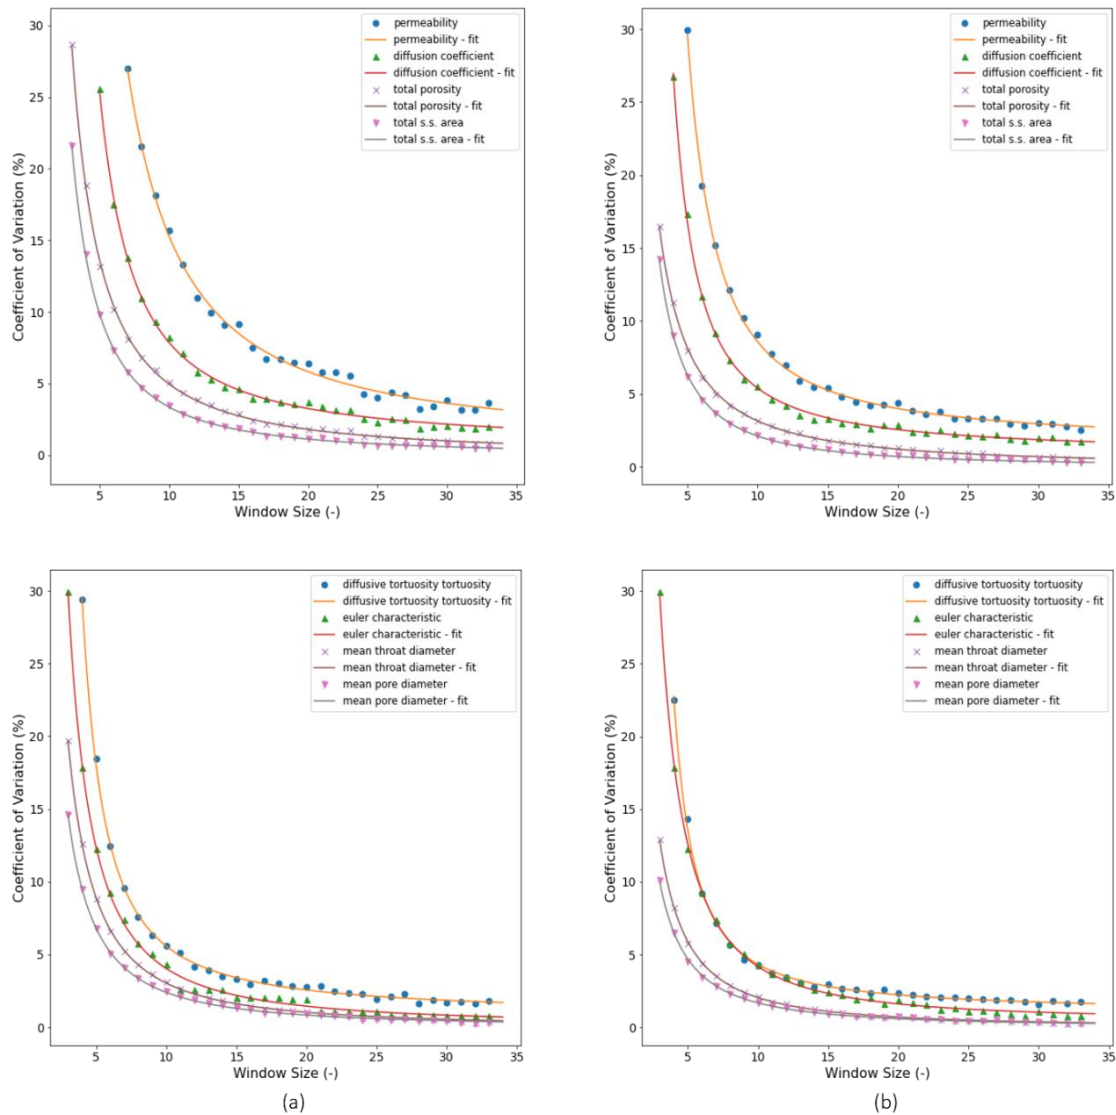 permeability
permeability - fit
diffusion coefficient
diffusion coefficient - fit
total porosity
total porosity - fit
total s.s. area
total s.s. area - fit
30
25
20
15
10
5
0
Coefficient of Variation (%)
5 10 15 20 25 30 35
Window Size (-)
permeability
permeability - fit
diffusion coefficient
diffusion coefficient - fit
total porosity
total porosity - fit
total s.s. area
total s.s. area - fit
30
25
20
15
10
5
0
Coefficient of Variation (%)
5 10 15 20 25 30 35
Window Size (-)
diffusive tortuosity tortuosity
diffusive tortuosity tortuosity - fit
euler characteristic
euler characteristic - fit
mean throat diameter
mean throat diameter - fit
mean pore diameter
mean pore diameter - fit
30
25
20
15
10
5
0
Coefficient of Variation (%)
5 10 15 20 25 30 35
Window Size (-)
(a)
diffusive tortuosity tortuosity
diffusive tortuosity tortuosity - fit
euler characteristic
euler characteristic - fit
mean throat diameter
mean throat diameter - fit
mean pore diameter
mean pore diameter - fit
30
25
20
15
10
5
0
Coefficient of Variation (%)
5 10 15 20 25 30 35
Window Size (-)
(b)